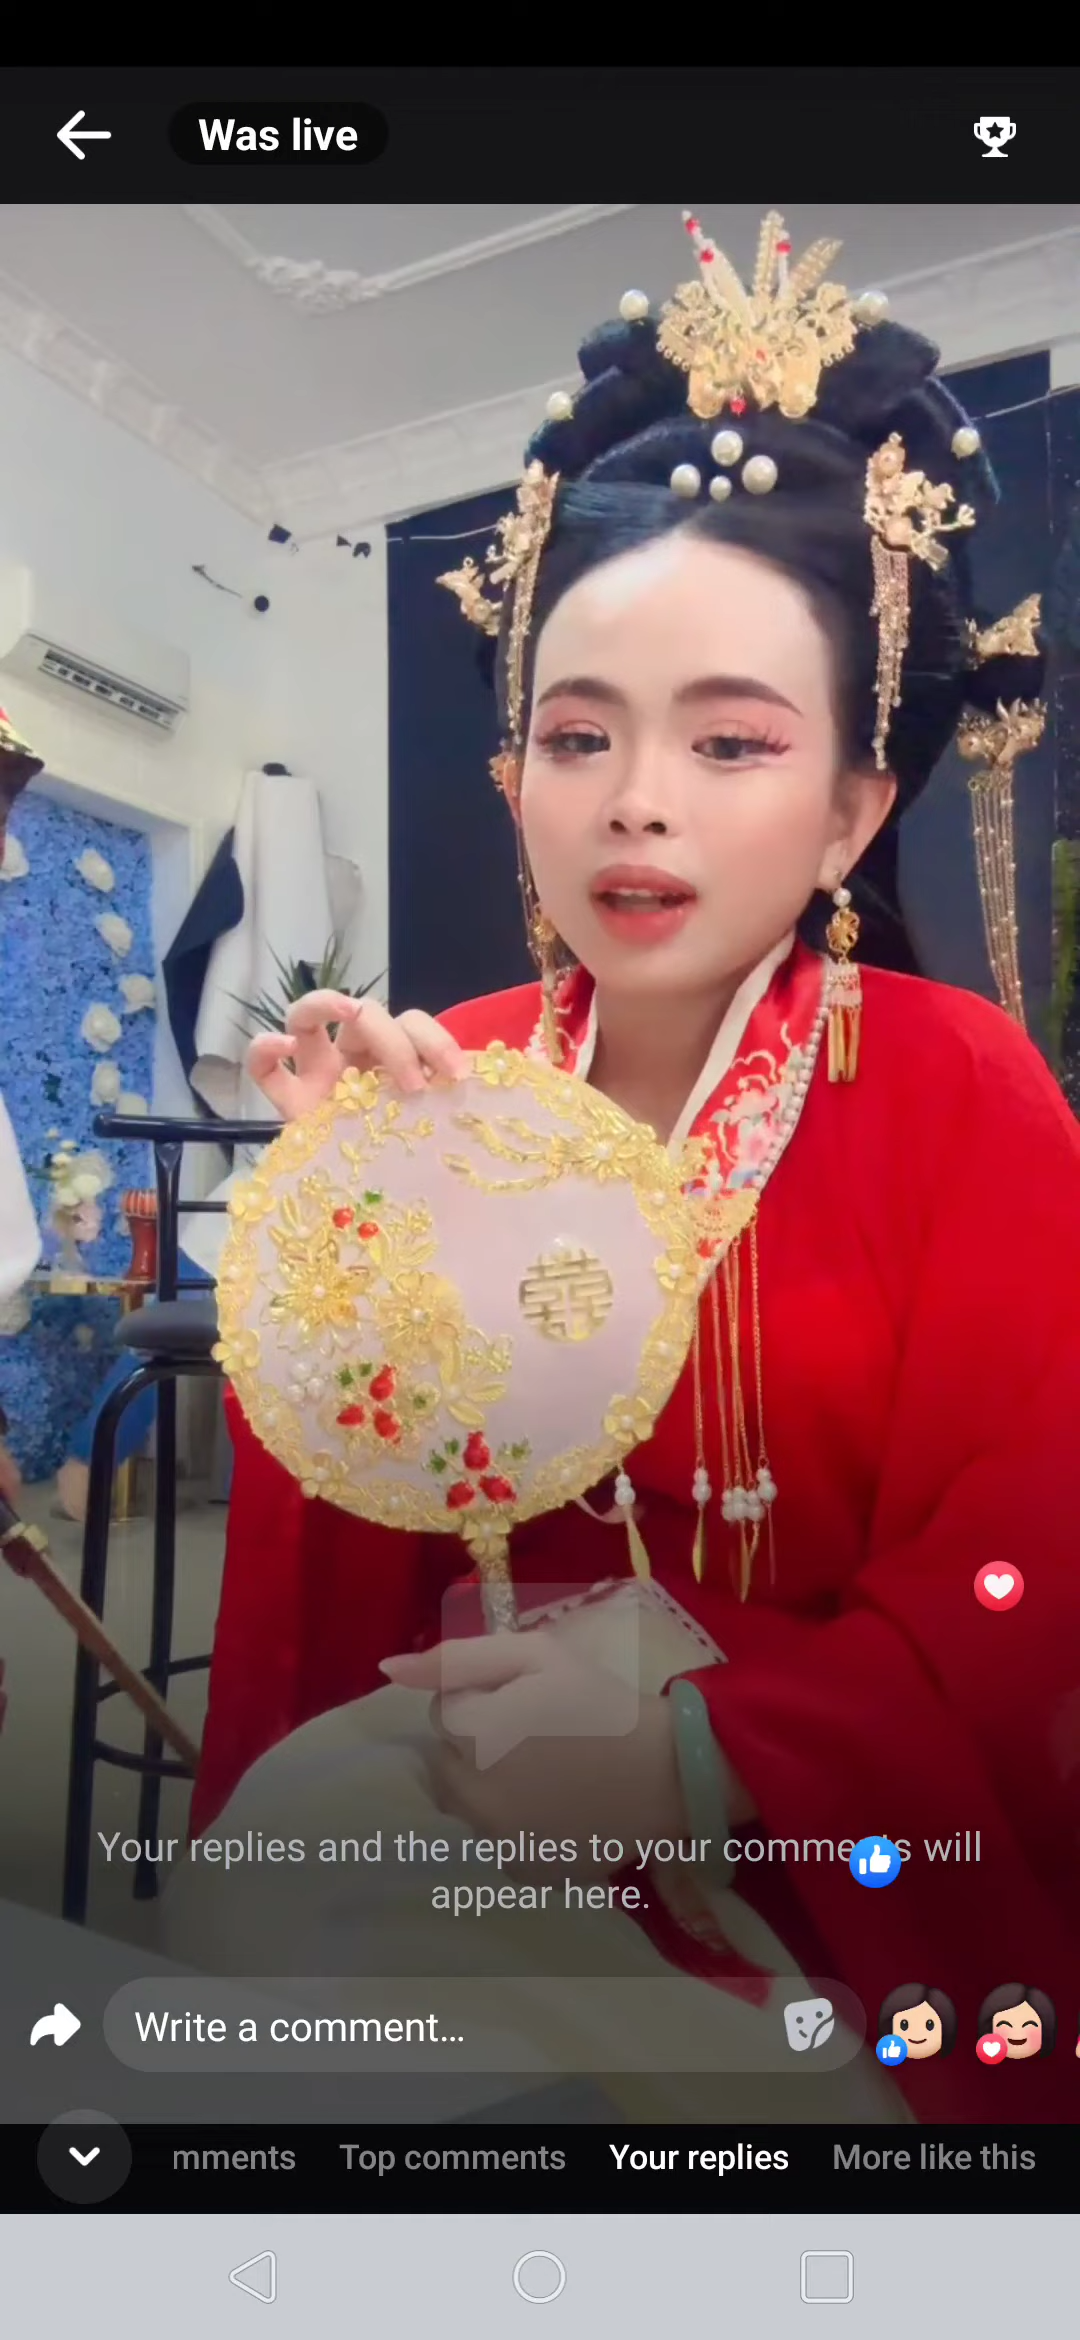 Was live
囍
Your replies and the replies to your comments will
appear here.
Write a comment...
mments
Top comments
Your replies
More like this